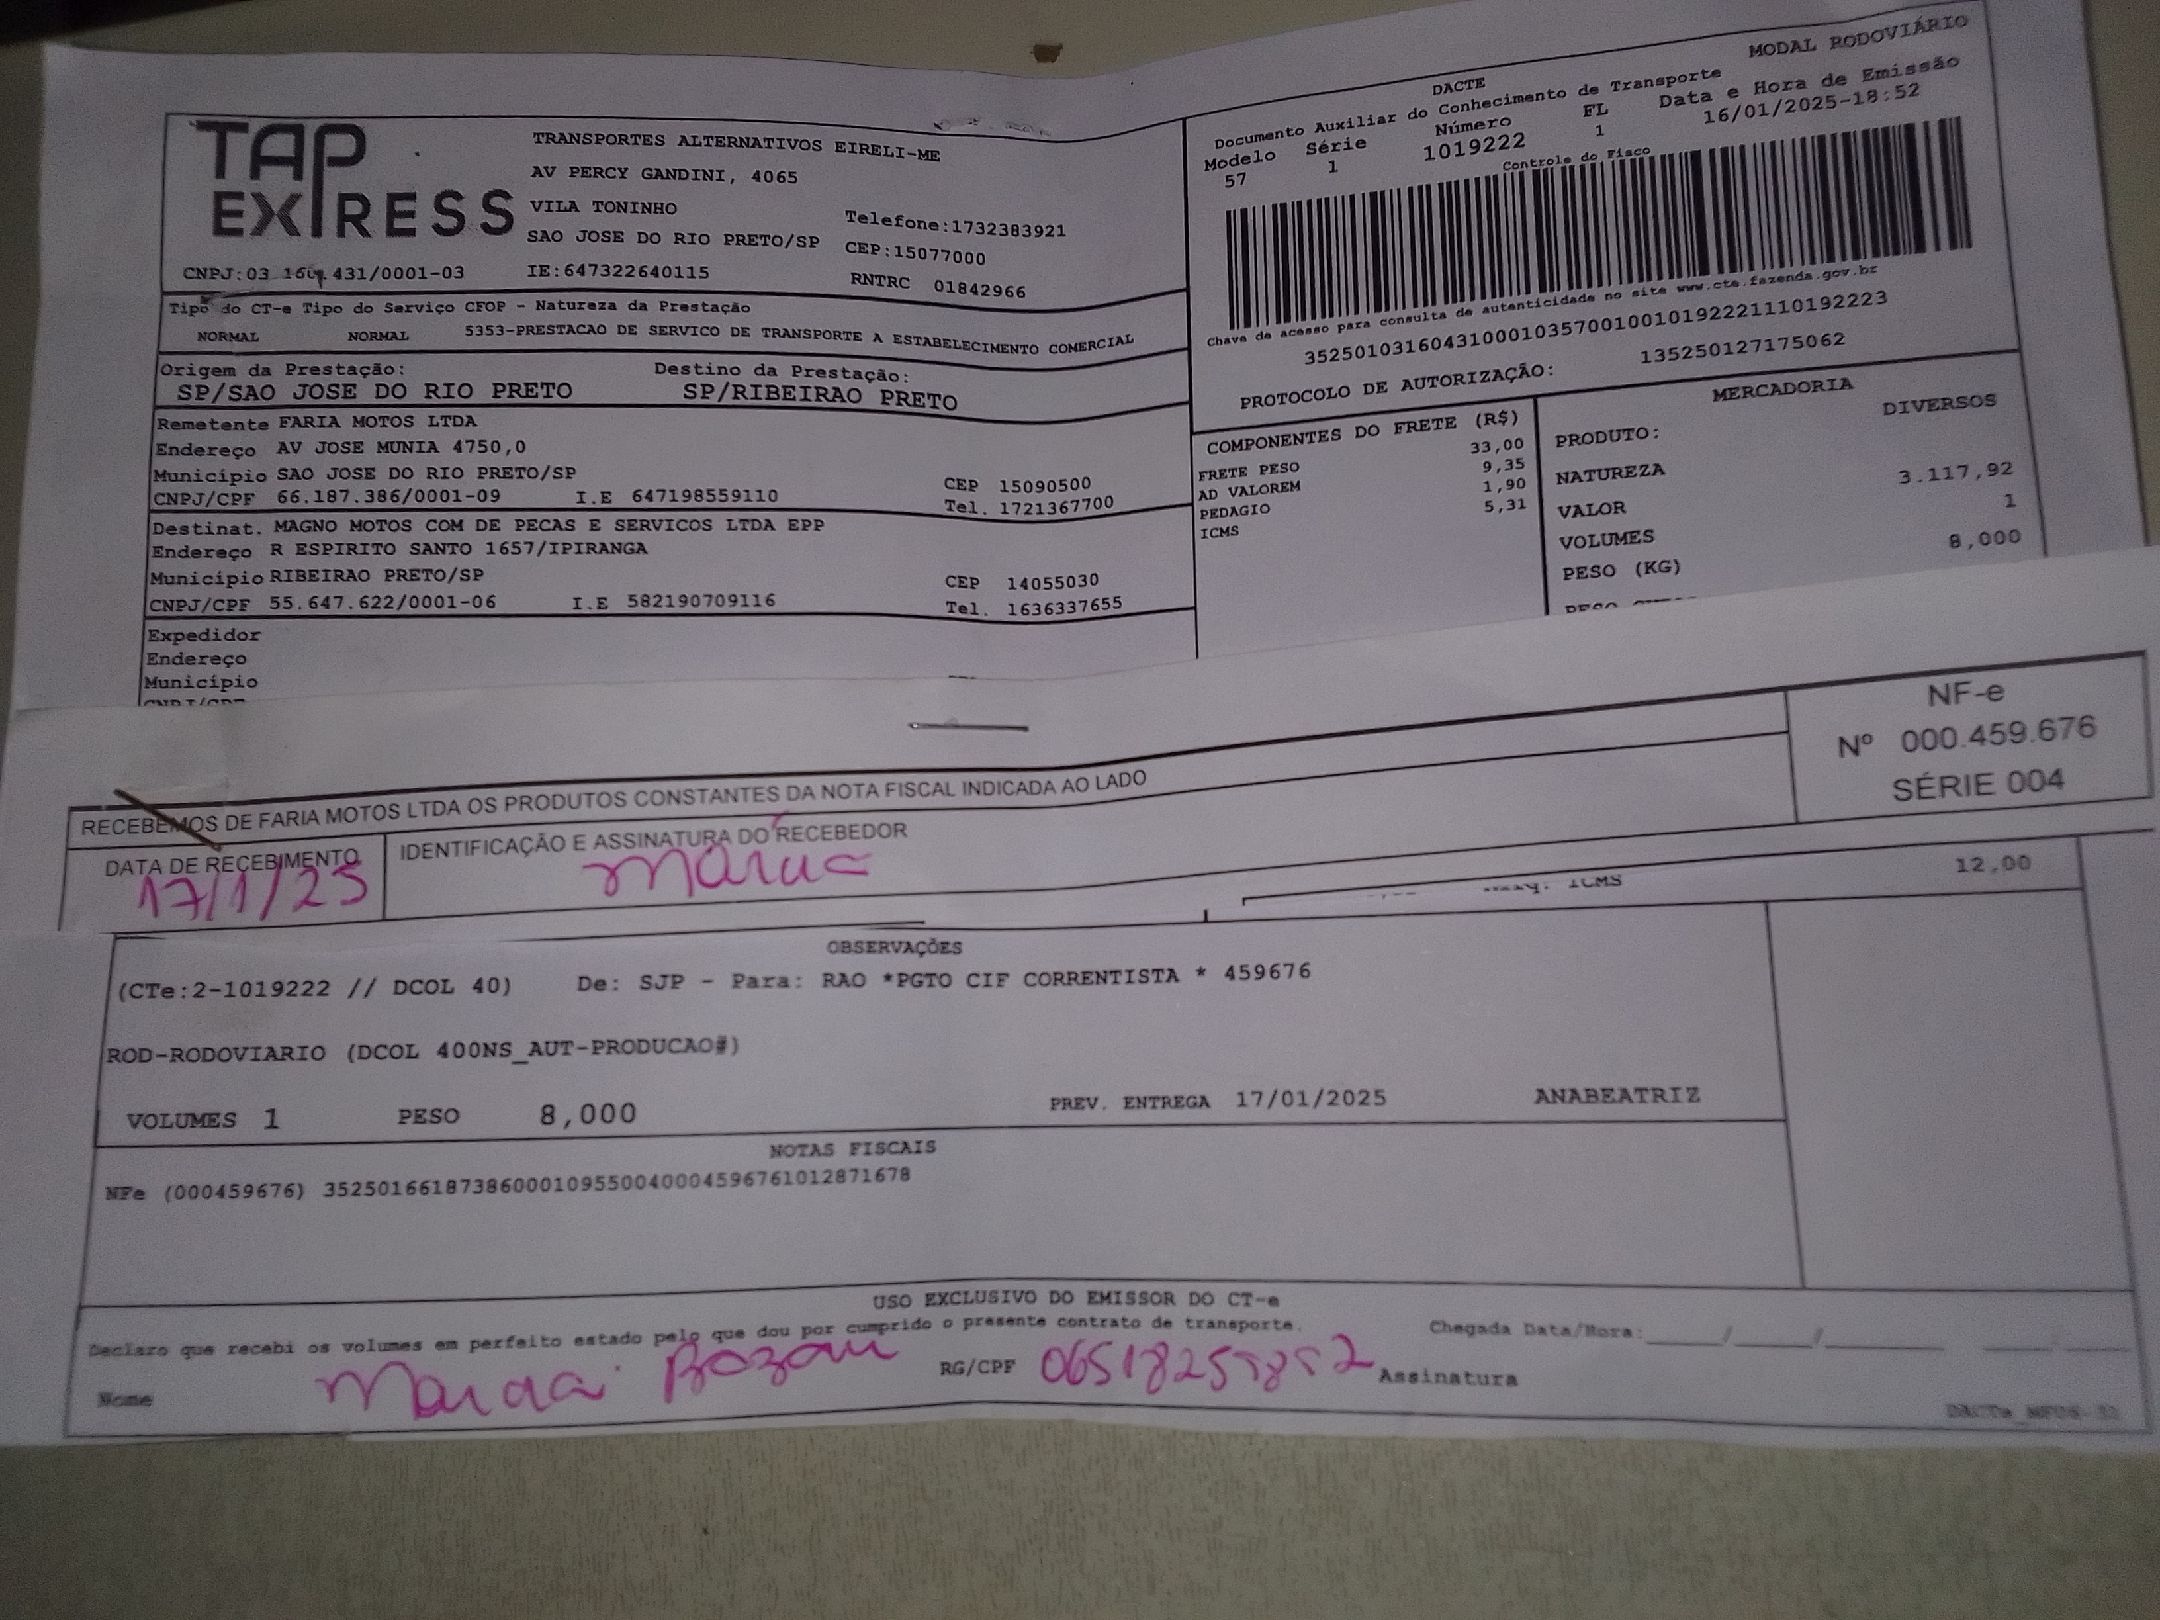 TAP EXPRESS
TRANSPORTES ALTERNATIVOS EIRELI-ME
AV PERCY GANDINI, 4065
VILA TONINHO
Telefone:1732383921
SAO JOSE DO RIO PRETO/SP CEP:15077000
CNPJ:03 431/0001-03 IE:647322640115 RNTRC 01842966
Tipo do CT-e Tipo do Serviço CFOP - Natureza da Prestação
NORMAL NORMAL 5353-PRESTACAO DE SERVICO DE TRANSPORTE A ESTABELECIMENTO COMERCIAL
Origem da Prestação: Destino da Prestação:
SP/SAO JOSE DO RIO PRETO SP/RIBEIRAO PRETO
Remetente FARIA MOTOS LTDA
Endereço AV JOSE MUNIA 4750,0
Município SAO JOSE DO RIO PRETO/SP CEP 15090500
CNPJ/CPF 66.187.386/0001-09 I.E 647198559110 Tel. 1721367700
Destinat. MAGNO MOTOS COM DE PECAS E SERVICOS LTDA EPP
Endereço R ESPIRITO SANTO 1657/IPIRANGA
Município RIBEIRAO PRETO/SP CEP 14055030
CNPJ/CPF 55.647.622/0001-06 I.E 582190709116 Tel. 1636337655
Expedidor
Endereço
Município
CNPJ/CPF
DACTE MODAL RODOVIÁRIO
Documento Auxiliar do Conhecimento de Transporte
Modelo Série Número FL Data e Hora de Emissão
57 1 1019222 1 16/01/2025-18:52
Controle do Fisco
Chave de acesso para consulta de autenticidade no site www.cte.fazenda.gov.br
35250103160431000103570010010192221110192223
PROTOCOLO DE AUTORIZAÇÃO: 135250127175062
COMPONENTES DO FRETE (R$)
FRETE PESO 33,00
AD VALOREM 9,35
PEDAGIO 1,90
ICMS 5,31
MERCADORIA
PRODUTO: DIVERSOS
NATUREZA
VALOR 3.117,92
VOLUMES 1
PESO (KG) 8,000
NF-e
Nº 000.459.676
SÉRIE 004
RECEBEMOS DE FARIA MOTOS LTDA OS PRODUTOS CONSTANTES DA NOTA FISCAL INDICADA AO LADO
DATA DE RECEBIMENTO IDENTIFICAÇÃO E ASSINATURA DO RECEBEDOR
17/1/25
ICMS 12,00
OBSERVAÇÕES
(CTe:2-1019222 // DCOL 40) De: SJP - Para: RAO *PGTO CIF CORRENTISTA * 459676
ROD-RODOVIARIO (DCOL 400NS_AUT-PRODUCAO#)
VOLUMES 1 PESO 8,000 PREV. ENTREGA 17/01/2025 ANABEATRIZ
NOTAS FISCAIS
NFe (000459676) 35250166187386000109550040004596761012871678
USO EXCLUSIVO DO EMISSOR DO CT-e
Declaro que recebi os volumes em perfeito estado pelo que dou por cumprido o presente contrato de transporte. Chegada Data/Hora:_____/_____/_____
Nome RG/CPF Assinatura